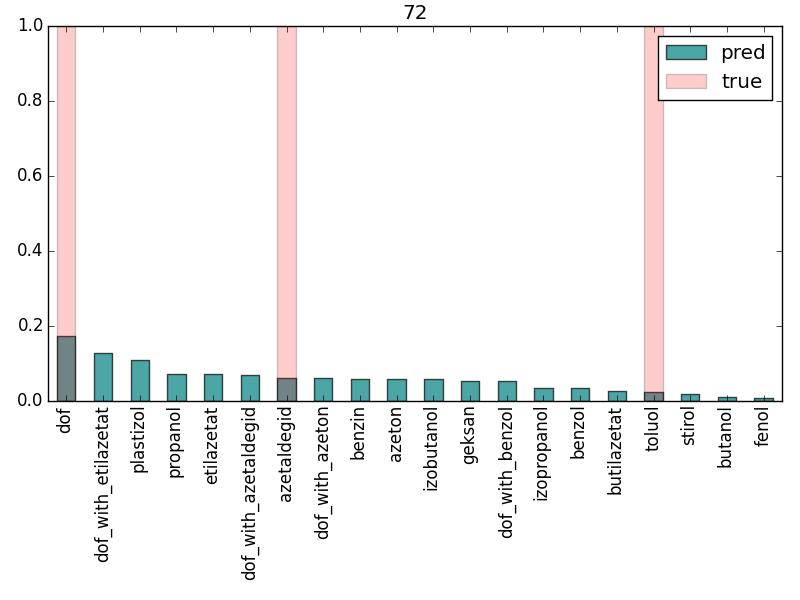 72
1.0
0.8
0.6
0.4
0.2
0.0
pred
true
dof
dof_with_etilazetat
plastizol
propanol
etilazetat
dof_with_azetaldegid
azetaldegid
dof_with_azeton
benzin
azeton
izobutanol
geksan
dof_with_benzol
izopropanol
benzol
butilazetat
toluol
stirol
butanol
fenol